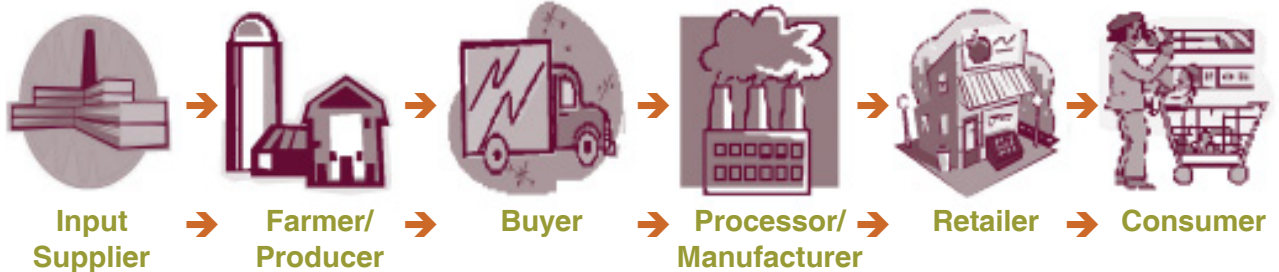 Input
Supplier
Farmer/
Producer
Buyer
Processor/
Manufacturer
Retailer
Consumer